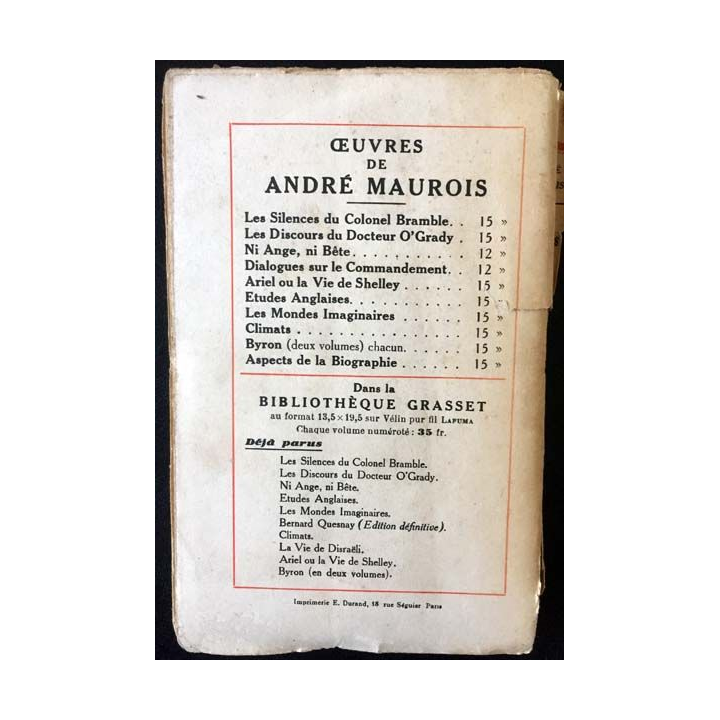 ŒUVRES
DE
ANDRÉ MAUROIS
Les Silences du Colonel Bramble. . 15 »
Les Discours du Docteur O'Grady . 15 »
Ni Ange, ni Bête. . . . . . . . . . . 12 »
Dialogues sur le Commandement. . 12 »
Ariel ou la Vie de Shelley . . . . . . 15 »
Etudes Anglaises. . . . . . . . . . . 15 »
Les Mondes Imaginaires . . . . . . 15 »
Climats . . . . . . . . . . . . . . . . 15 »
Byron (deux volumes) chacun. . . . . . 15 »
Aspects de la Biographie . . . . . . 15 »
Dans la
BIBLIOTHÈQUE GRASSET
au format 13,5 × 19,5 sur Vélin pur fil LAFUMA
Chaque volume numéroté : 35 fr.
Déjà parus
Les Silences du Colonel Bramble.
Les Discours du Docteur O'Grady.
Ni Ange, ni Bête.
Etudes Anglaises.
Les Mondes Imaginaires.
Bernard Quesnay (Edition définitive).
Climats.
La Vie de Disraëli.
Ariel ou la Vie de Shelley.
Byron (en deux volumes).
Imprimerie E. Durand, 18 rue Séguier Paris